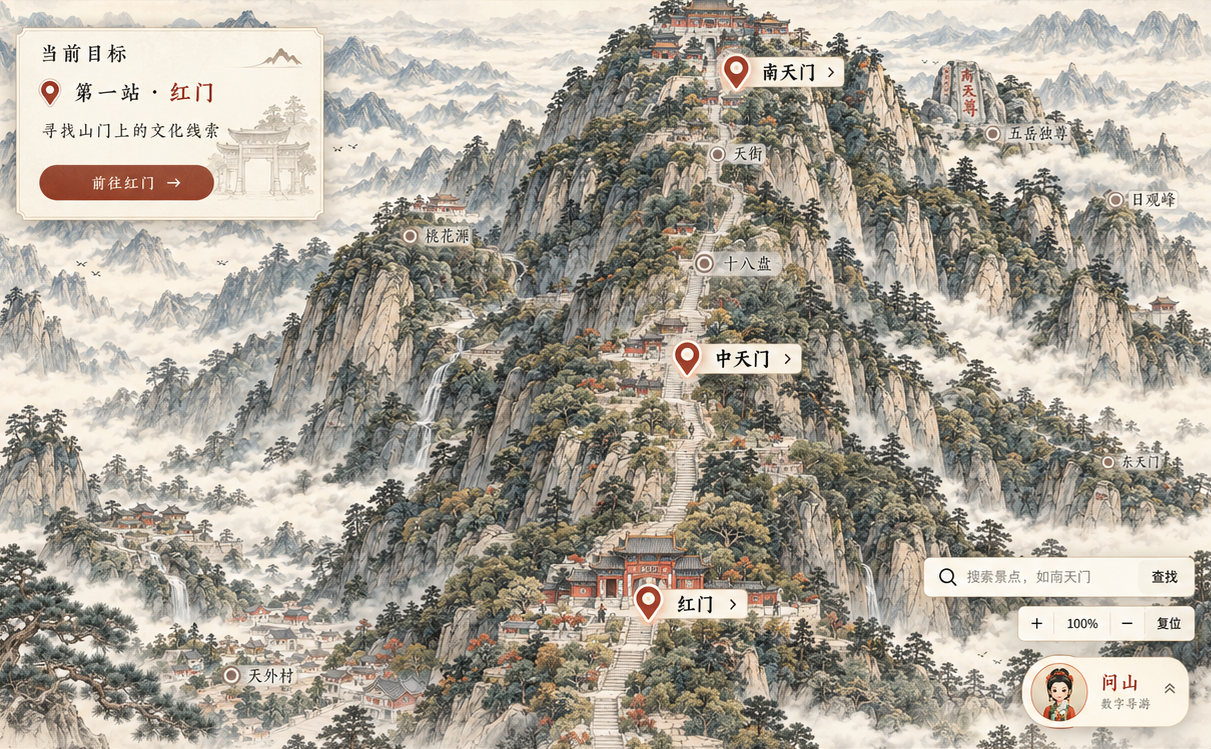 当前目标
第一站 · 红门
寻找山门上的文化线索
前往红门 →
南天门 >
南天尊
五岳独尊
天街
日观峰
桃花源
十八盘
中天门 >
东天门
搜索景点，如南天门 查找
红门 >
+ 100% − 复位
天外村
问山
数字导游